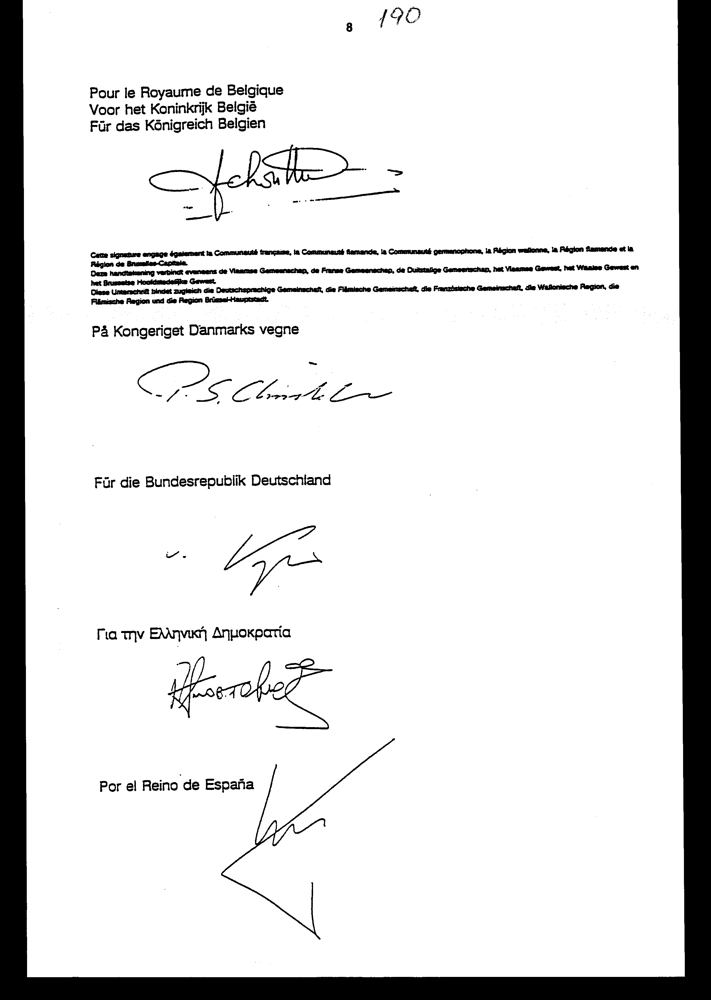 8 190
Pour le Royaume de Belgique
Voor het Koninkrijk België
Für das Königreich Belgien
Cette signature engage également la Communauté française, la Communauté flamande, la Communauté germanophone, la Région wallonne, la Région flamande et la
Région de Bruxelles-Capitale.
Deze handtekening verbindt eveneens de Vlaamse Gemeenschap, de Franse Gemeenschap, de Duitstalige Gemeenschap, het Vlaamse Gewest, het Waalse Gewest en
het Brusselse Hoofdstedelijke Gewest.
Diese Unterschrift bindet zugleich die Deutschsprachige Gemeinschaft, die Flämische Gemeinschaft, die Französische Gemeinschaft, die Wallonische Region, die
Flämische Region und die Region Brüssel-Hauptstadt.
På Kongeriget Danmarks vegne
P. S. Christ
Für die Bundesrepublik Deutschland
Για την Ελληνική Δημοκρατία
Por el Reino de España